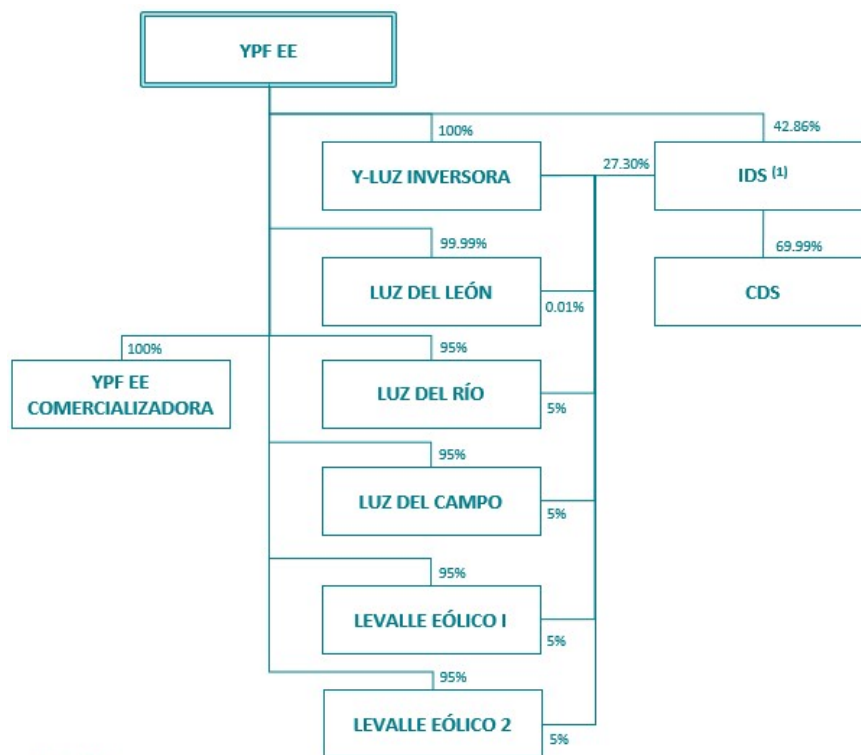 YPF EE
100%
42.86%
Y-LUZ INVERSORA
27.30%
IDS (1)
99.99%
69.99%
LUZ DEL LEÓN
0.01%
CDS
100%
95%
YPF EE
COMERCIALIZADORA
LUZ DEL RÍO
5%
95%
LUZ DEL CAMPO
5%
95%
LEVALLE EÓLICO I
5%
95%
LEVALLE EÓLICO 2
5%